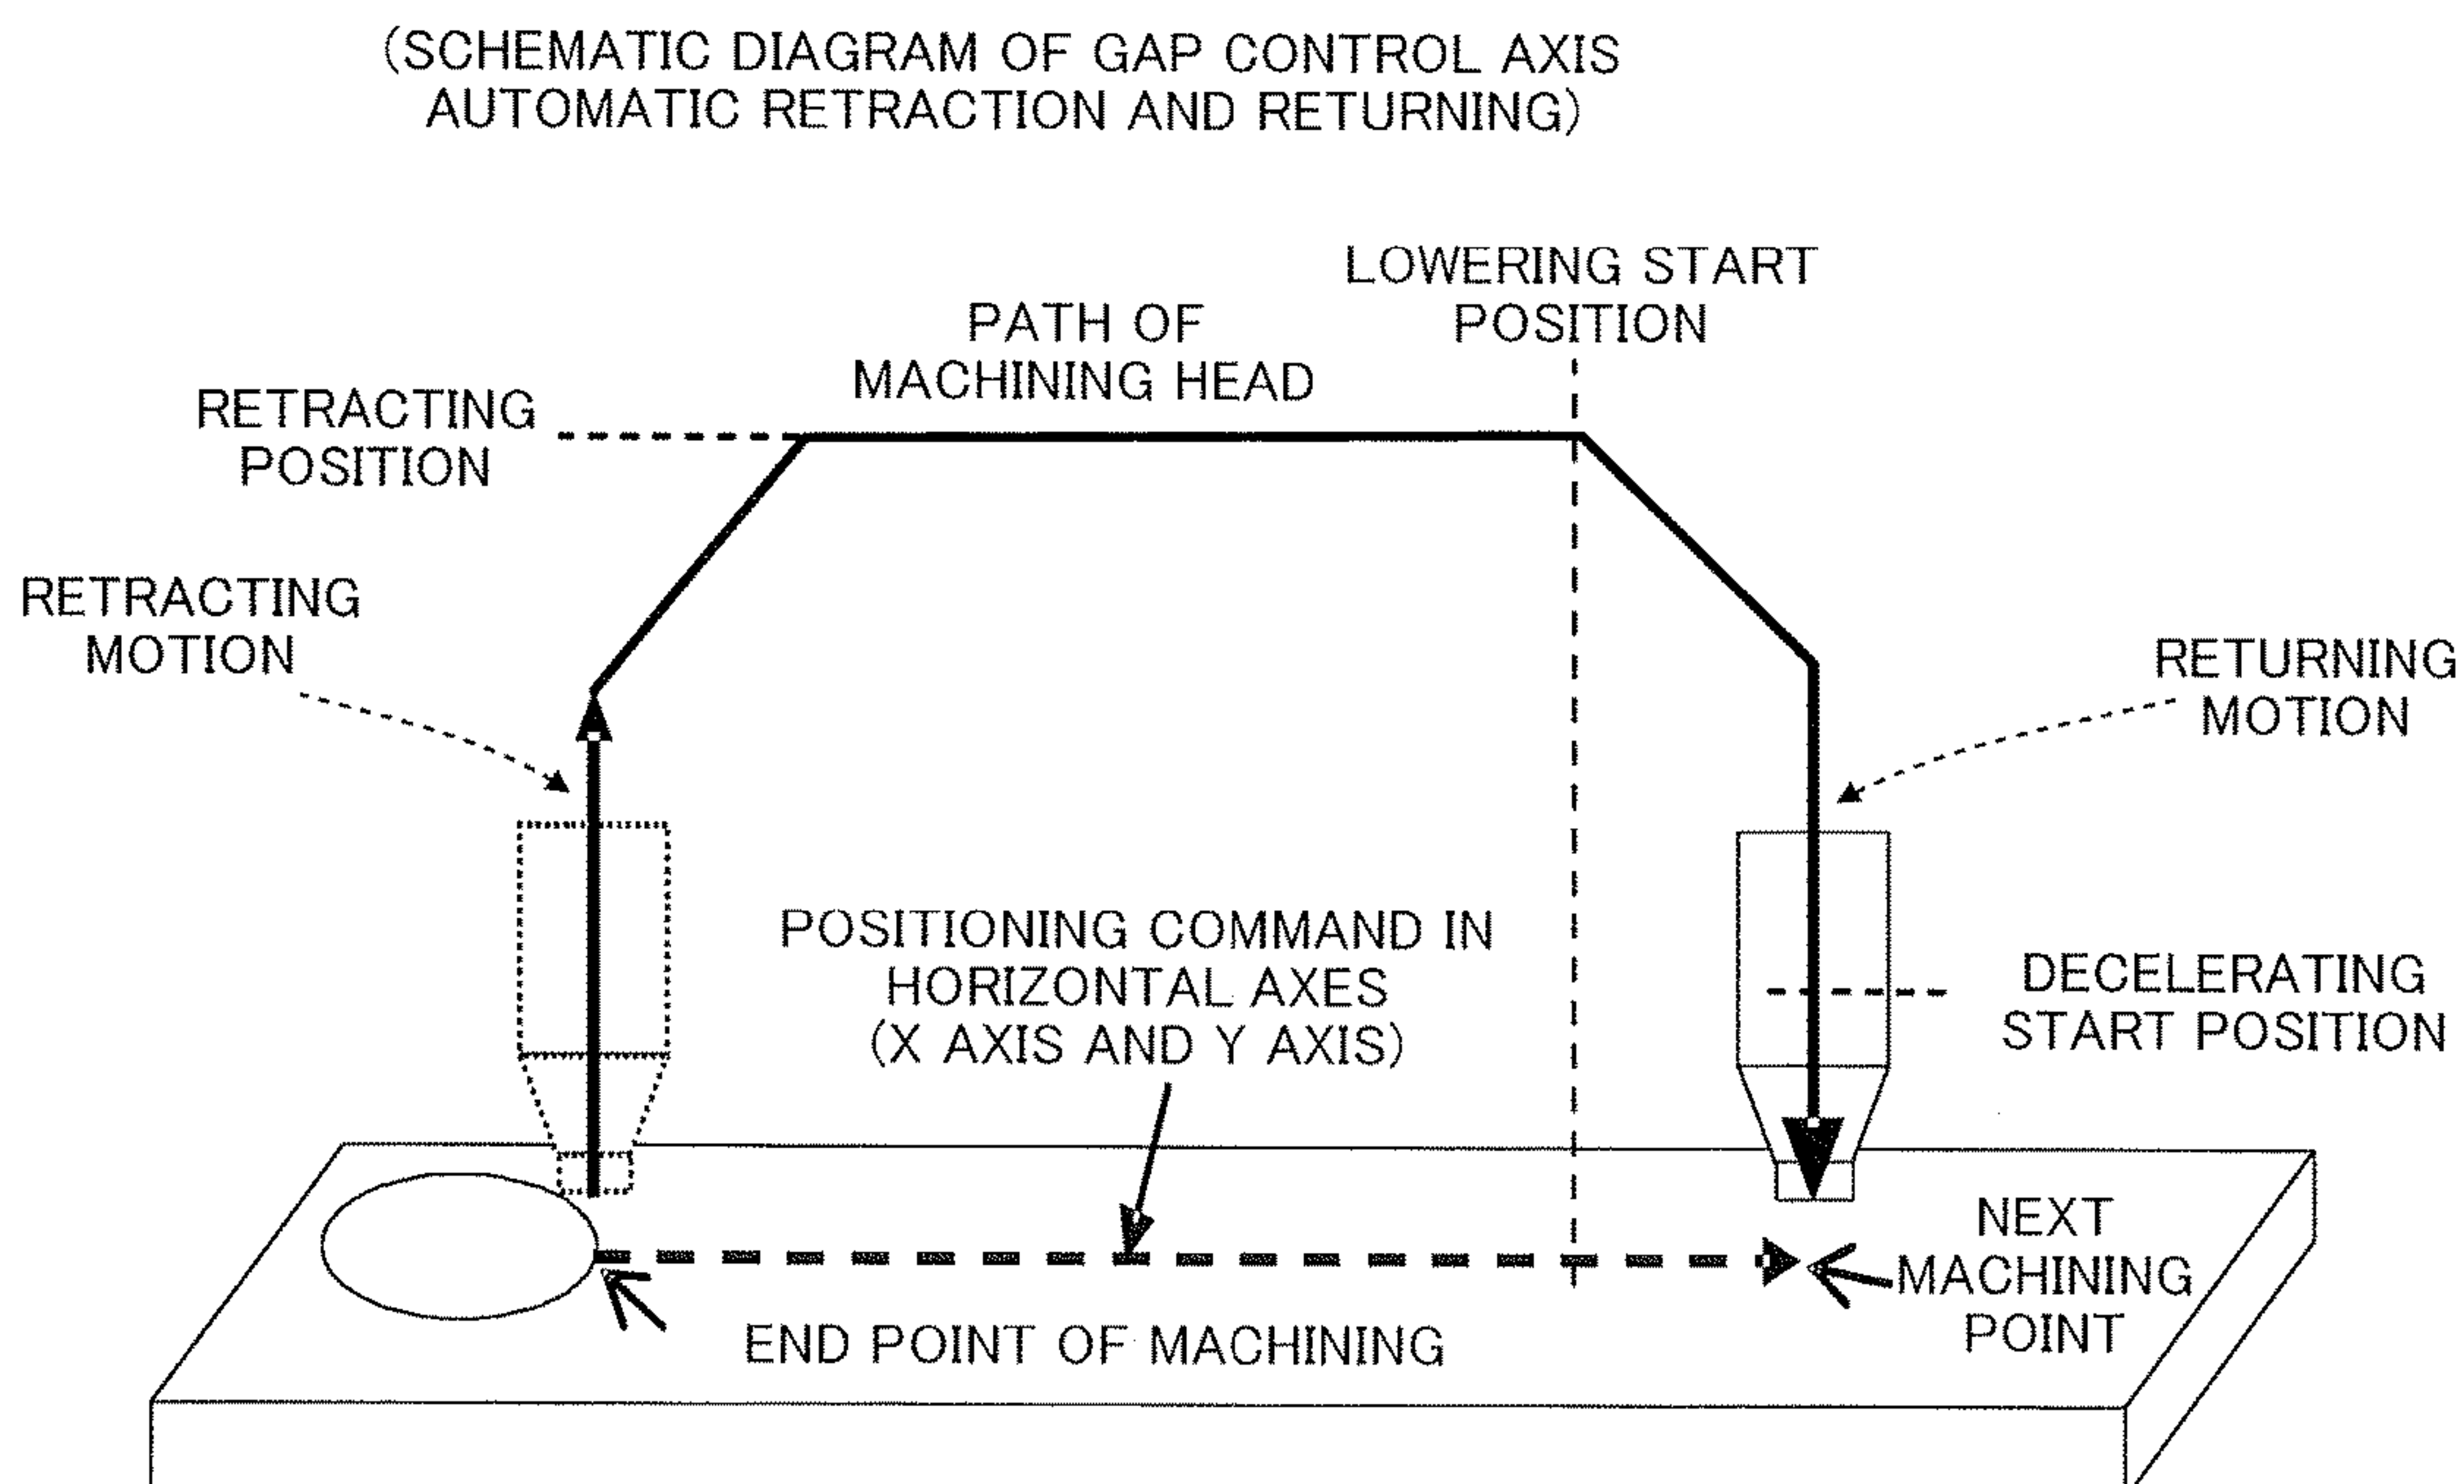 (SCHEMATIC DIAGRAM OF GAP CONTROL AXIS
AUTOMATIC RETRACTION AND RETURNING)
LOWERING START
POSITION
PATH OF
MACHINING HEAD
RETRACTING
POSITION
RETRACTING
MOTION
RETURNING
MOTION
POSITIONING COMMAND IN
HORIZONTAL AXES
(X AXIS AND Y AXIS)
DECELERATING
START POSITION
NEXT
MACHINING
POINT
END POINT OF MACHINING